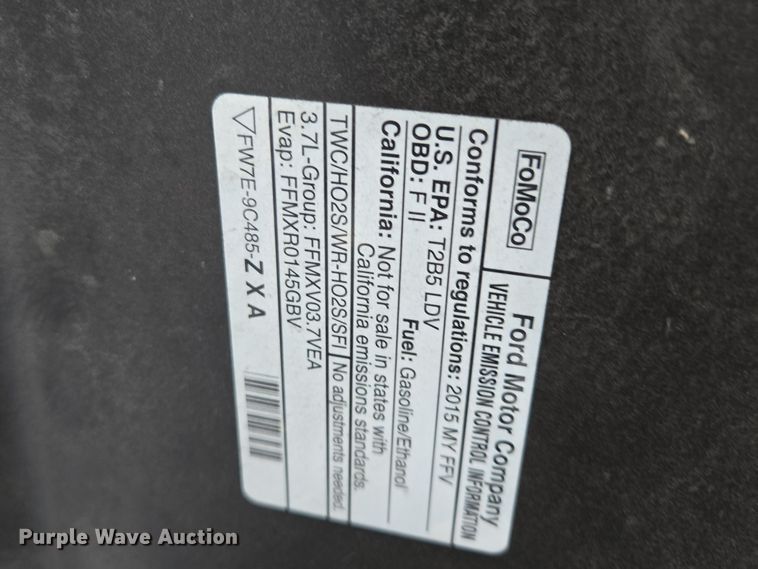 FoMoCo
Ford Motor Company
VEHICLE EMISSION CONTROL INFORMATION
Conforms to regulations: 2015 MY FFV
U.S. EPA: T2B5 LDV
OBD: F II Fuel: Gasoline/Ethanol
California: Not for sale in states with
California emissions standards.
TWC/HO2S/WR-HO2S/SFI No adjustments needed.
3.7L-Group: FFMXV03.7VEA
Evap: FFMXR0145GBV
FW7E-9C485-Z X A
Purple Wave Auction